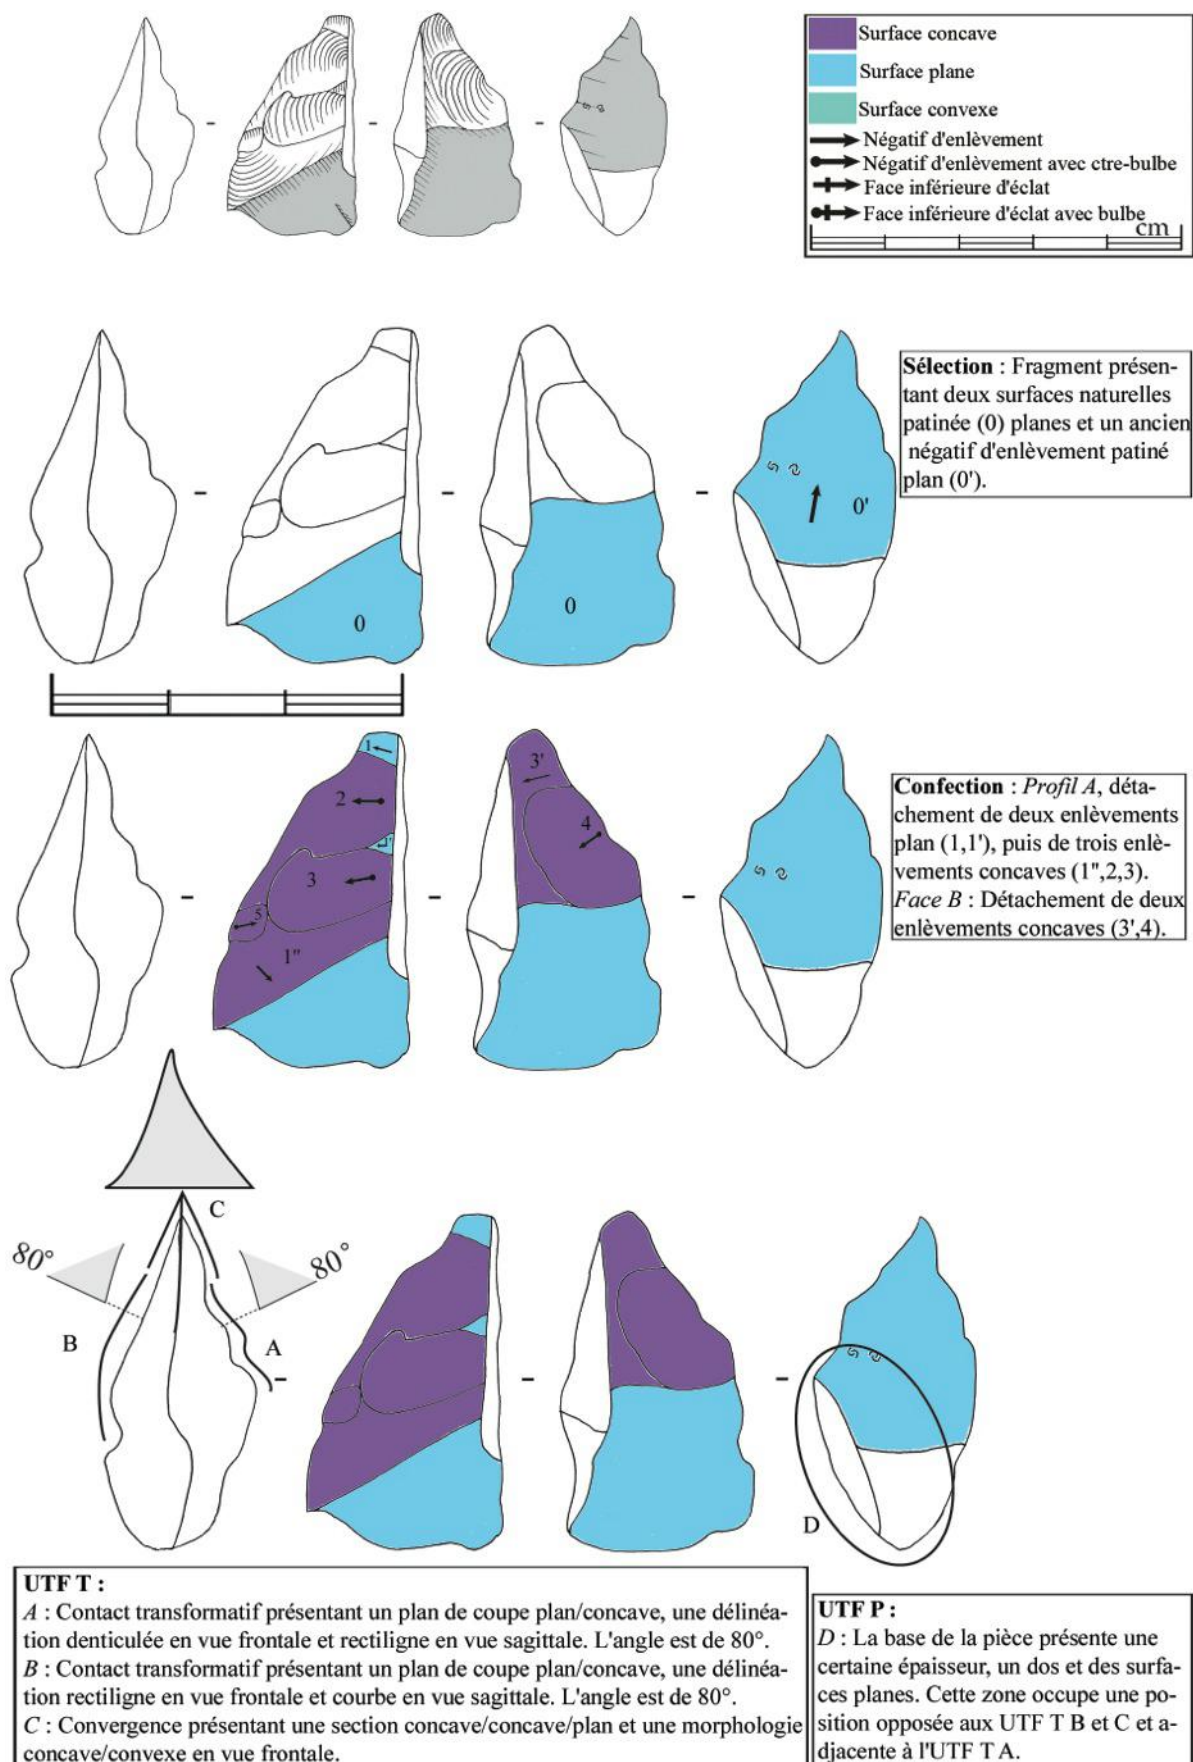 Surface concave
Surface plane
Surface convexe
Négatif d'enlèvement
Négatif d'enlèvement avec ctre-bulbe
Face inférieure d'éclat
Face inférieure d'éclat avec bulbe
cm
Sélection : Fragment présen-
tant deux surfaces naturelles
patinée (0) planes et un ancien
négatif d'enlèvement patiné
plan (0').
0
0
0'
Confection : Profil A, déta-
chement de deux enlèvements
plan (1,1'), puis de trois enlè-
vements concaves (1'',2,3).
Face B : Détachement de deux
enlèvements concaves (3',4).
1
2
3
5
1''
3'
4
C
80°
80°
B
A
D
UTF T :
A : Contact transformatif présentant un plan de coupe plan/concave, une délinéa-
tion denticulée en vue frontale et rectiligne en vue sagittale. L'angle est de 80°.
B : Contact transformatif présentant un plan de coupe plan/concave, une délinéa-
tion rectiligne en vue frontale et courbe en vue sagittale. L'angle est de 80°.
C : Convergence présentant une section concave/concave/plan et une morphologie
concave/convexe en vue frontale.
UTF P :
D : La base de la pièce présente une
certaine épaisseur, un dos et des surfa-
ces planes. Cette zone occupe une po-
sition opposée aux UTF T B et C et a-
djacente à l'UTF T A.